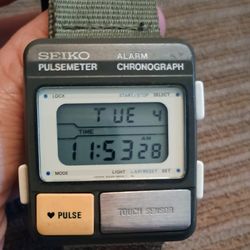 SEIKO ALARM
PULSEMETER CHRONOGRAPH
LOCK START/STOP SELECT
TUE 4
TIME AM
11:53 28
MODE LIGHT LAP/RESET SET
♥ PULSE TOUCH SENSOR